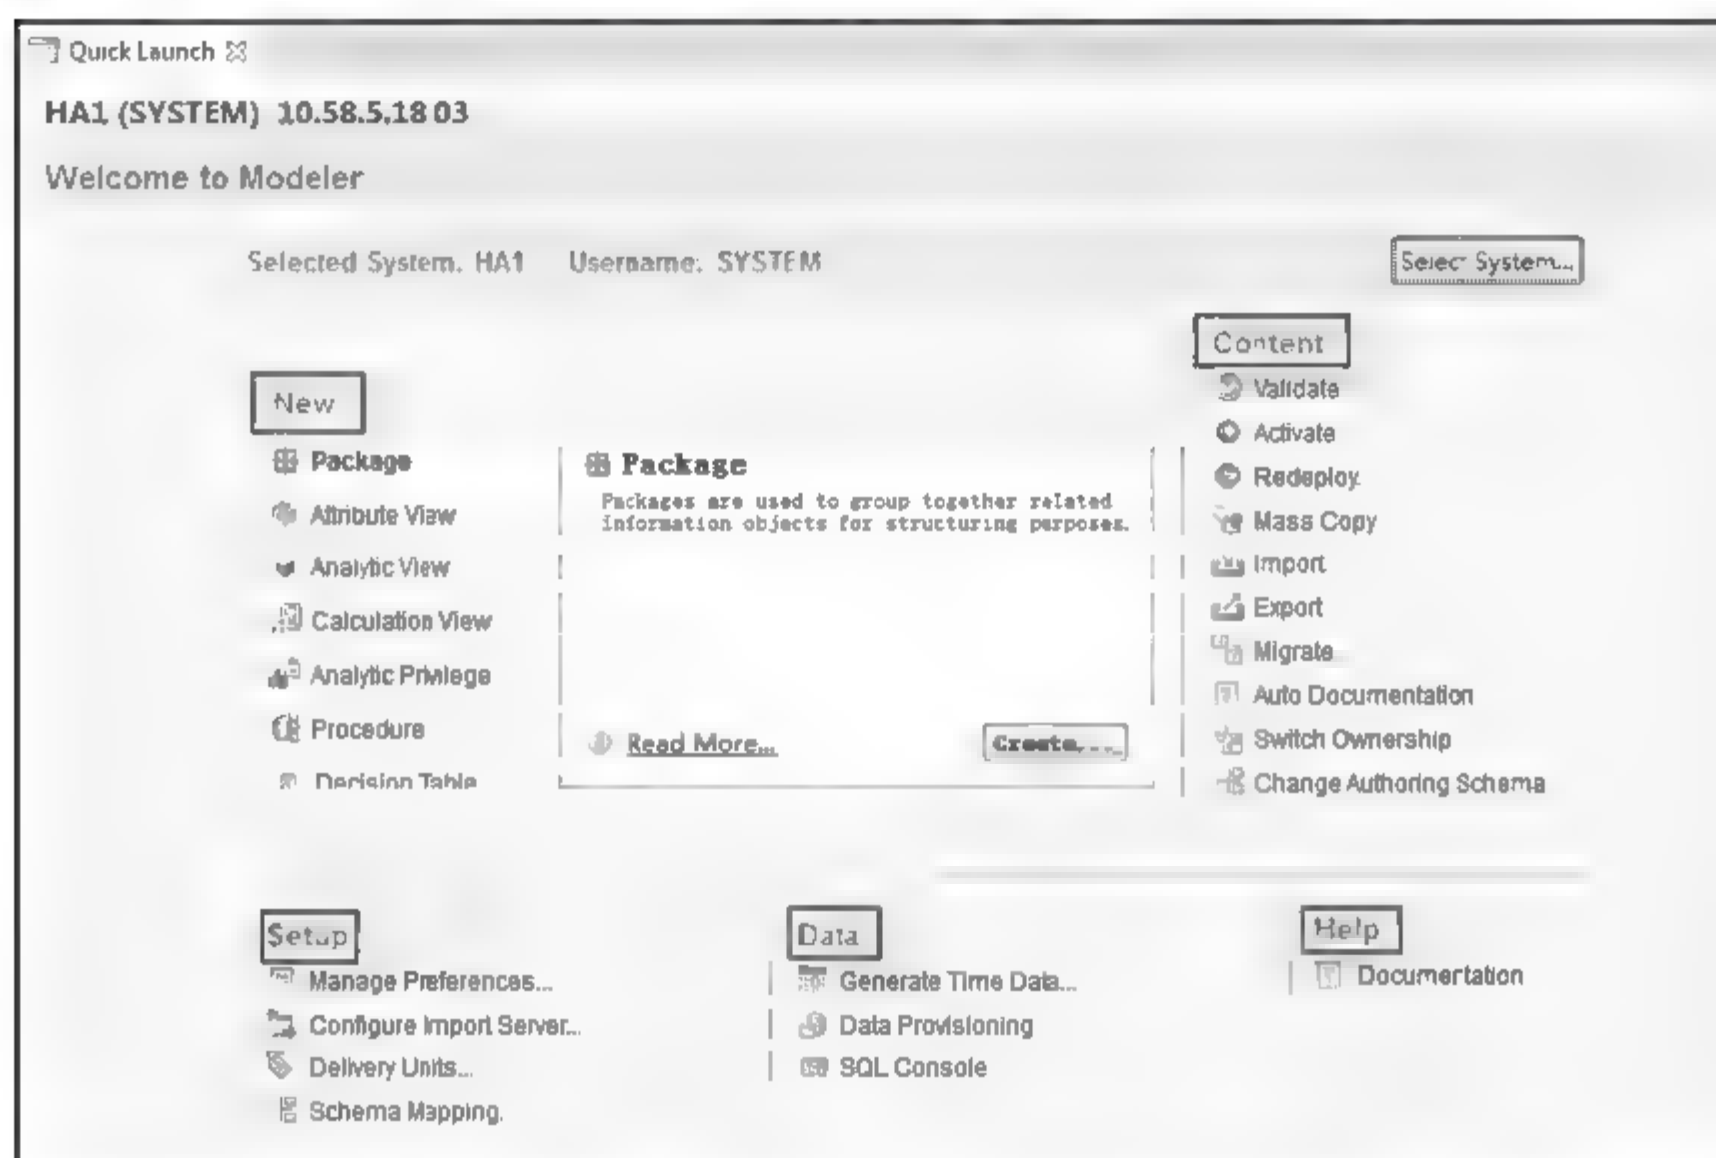 Quick Launch
HA1 (SYSTEM) 10.58.5.18 03
Welcome to Modeler
Selected System. HA1 Username: SYSTEM
Select System...
New
Package
Attribute View
Analytic View
Calculation View
Analytic Privilege
Procedure
Decision Table
Package
Packages are used to group together related
information objects for structuring purposes.
Read More...
Create...
Content
Validate
Activate
Redeploy.
Mass Copy
Import
Export
Migrate
Auto Documentation
Switch Ownership
Change Authoring Schema
Setup
Manage Preferences...
Configure Import Server...
Delivery Units...
Schema Mapping.
Data
Generate Time Data...
Data Provisioning
SQL Console
Help
Documentation